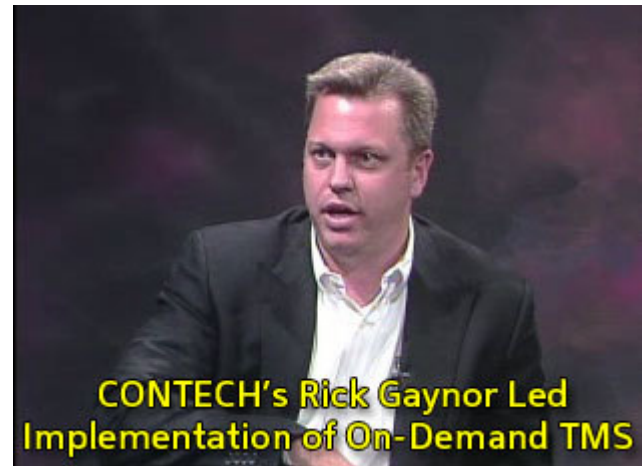 CONTECH's Rick Gaynor Led
Implementation of On-Demand TMS